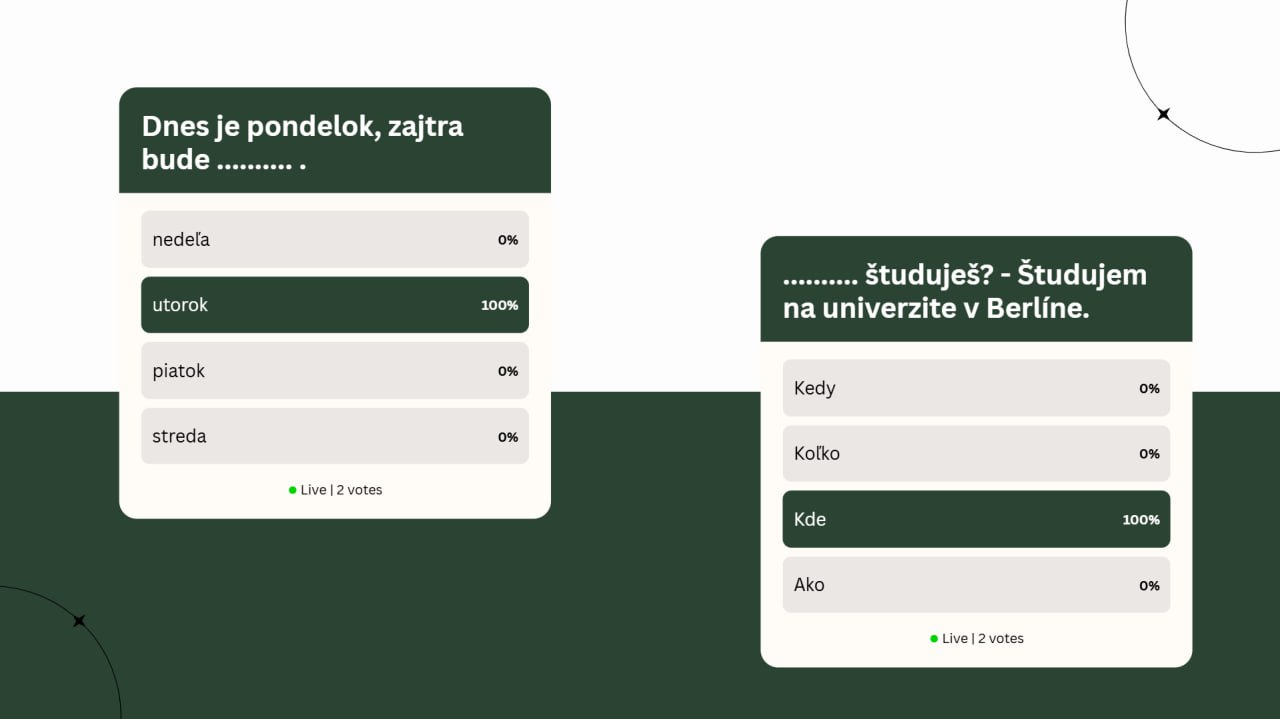 Dnes je pondelok, zajtra
bude .......... .
nedeľa 0%
utorok 100%
piatok 0%
streda 0%
Live | 2 votes
.......... študuješ? - Študujem
na univerzite v Berlíne.
Kedy 0%
Koľko 0%
Kde 100%
Ako 0%
Live | 2 votes